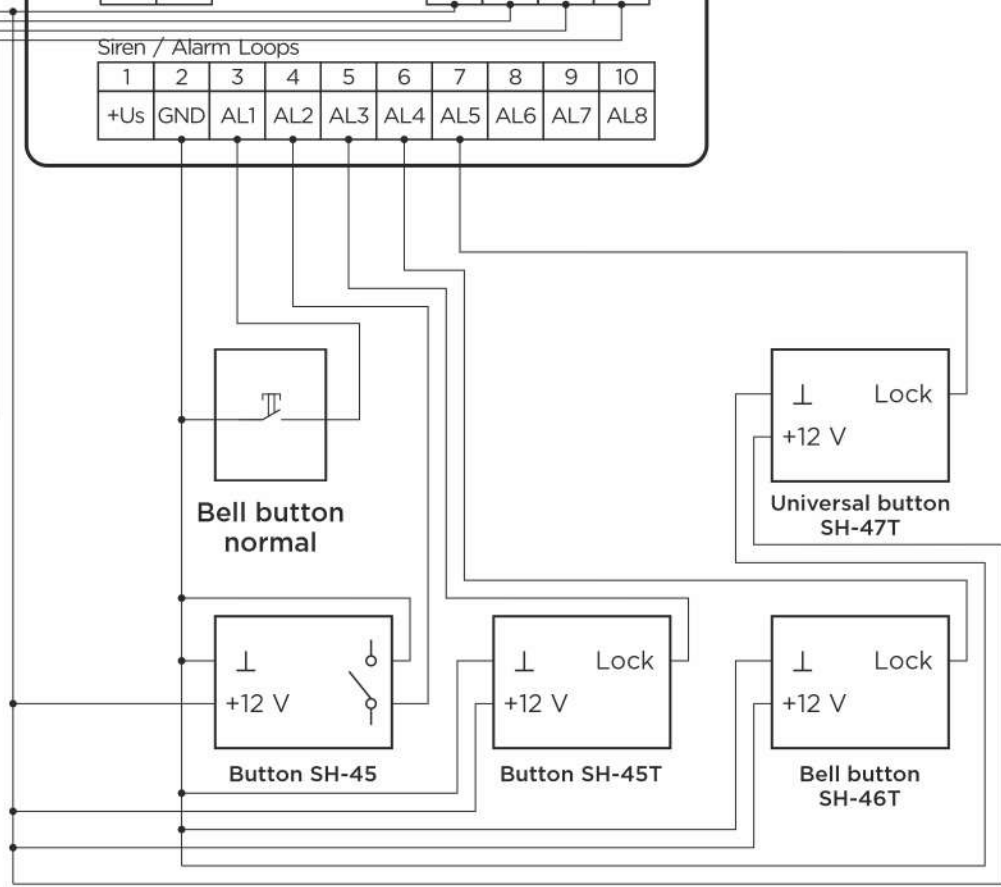 Siren / Alarm Loops
1 2 3 4 5 6 7 8 9 10
+Us GND AL1 AL2 AL3 AL4 AL5 AL6 AL7 AL8
⊥ Lock
+12 V
Universal button
SH-47T
Bell button
normal
⊥
+12 V
Button SH-45
⊥ Lock
+12 V
Button SH-45T
⊥ Lock
+12 V
Bell button
SH-46T